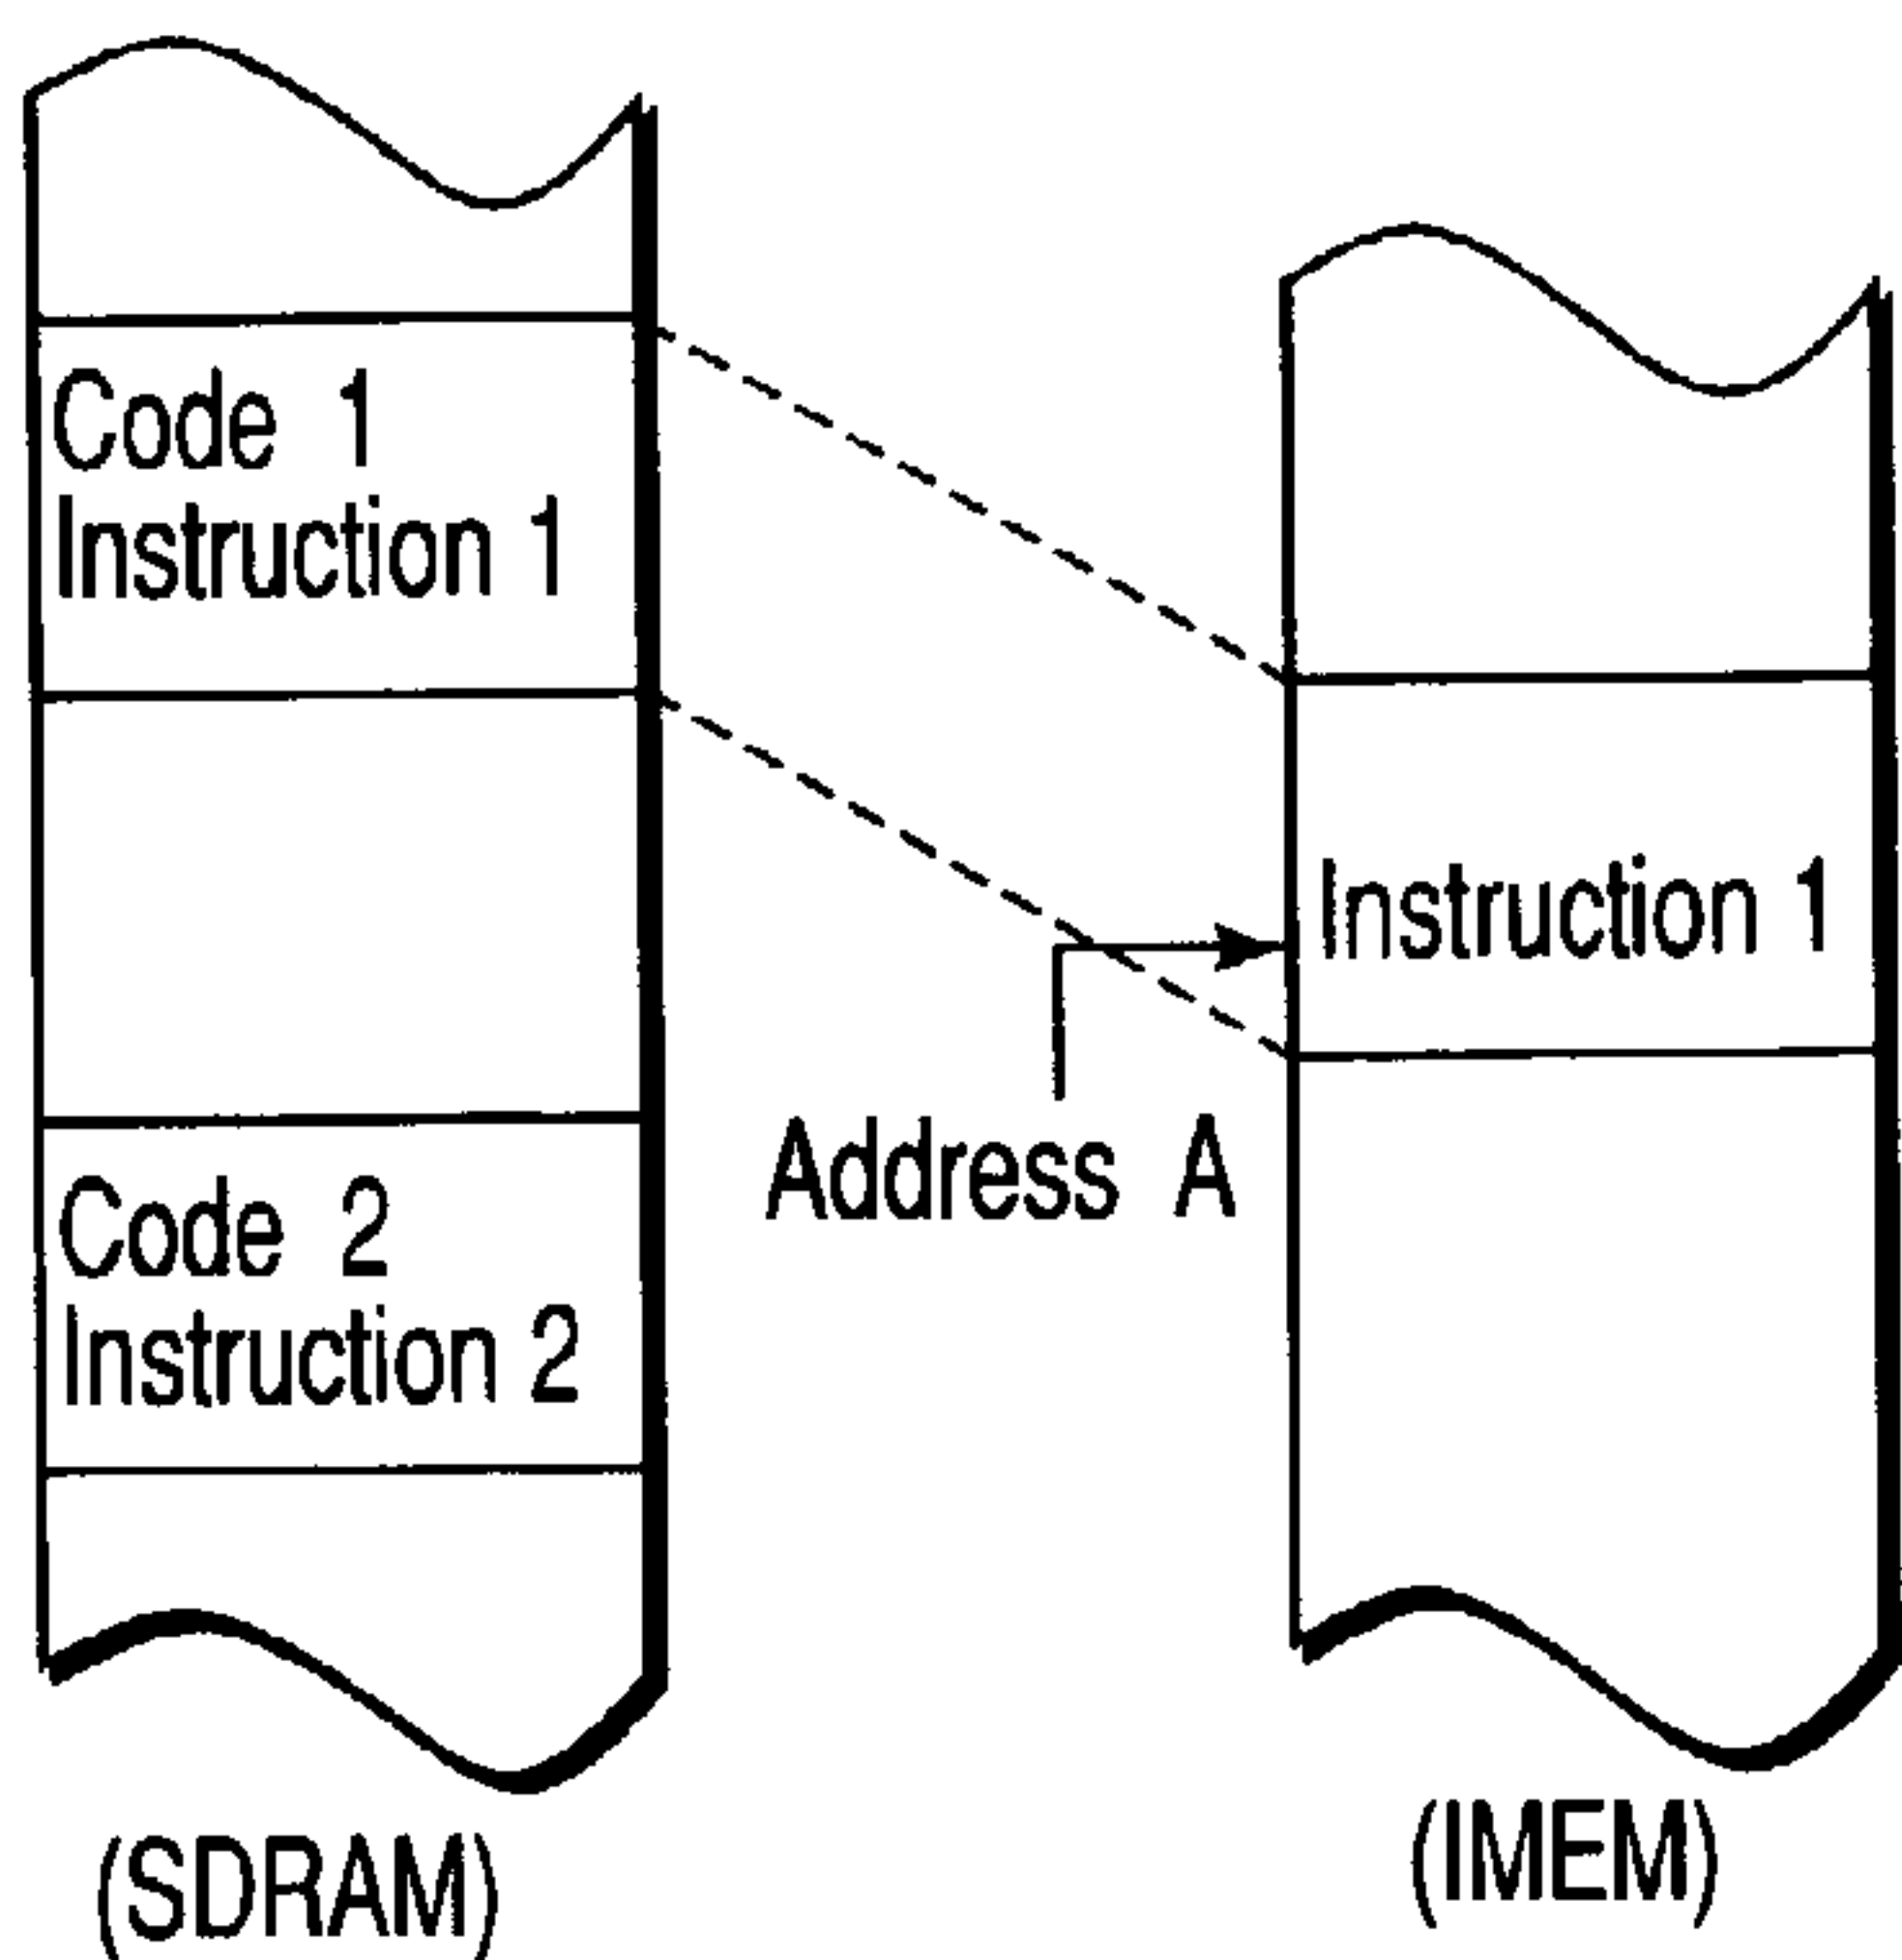 Code 1
Instruction 1
Instruction 1
Address A
Code 2
Instruction 2
(SDRAM)
(IMEM)